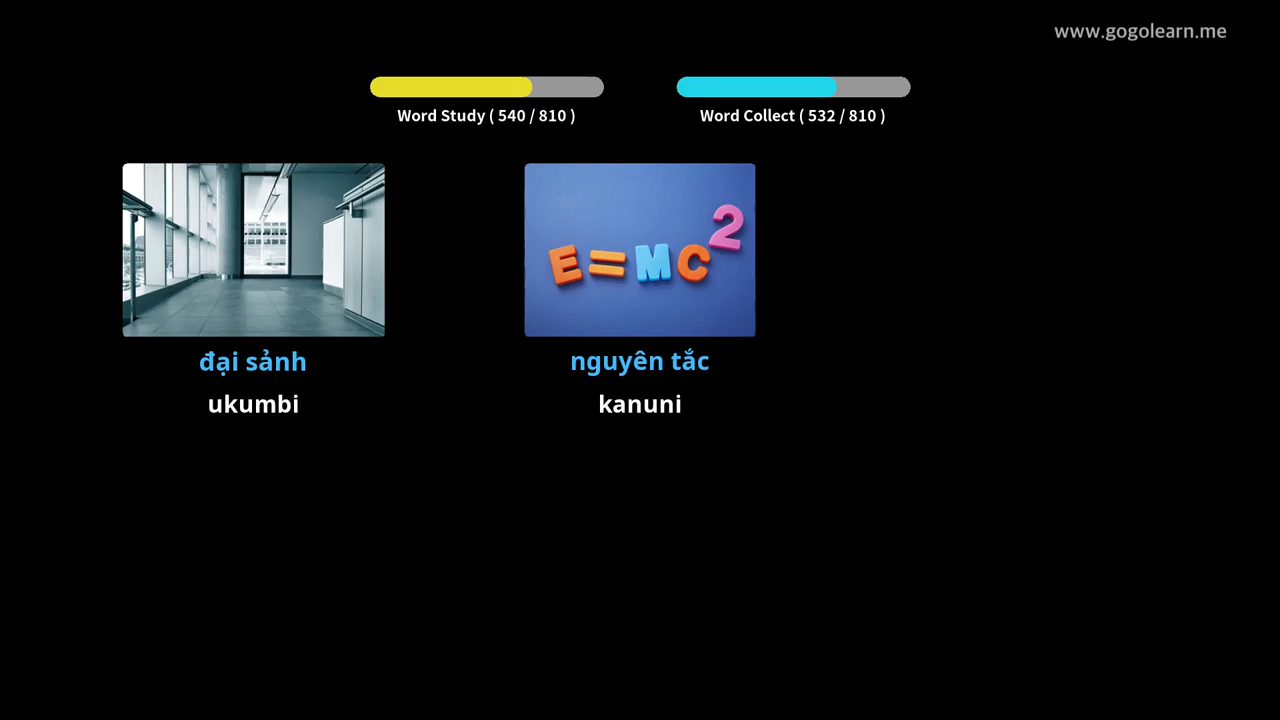 www.gogolearn.me
Word Study ( 540 / 810 )
Word Collect ( 532 / 810 )
E=MC2
đại sảnh
nguyên tắc
ukumbi
kanuni